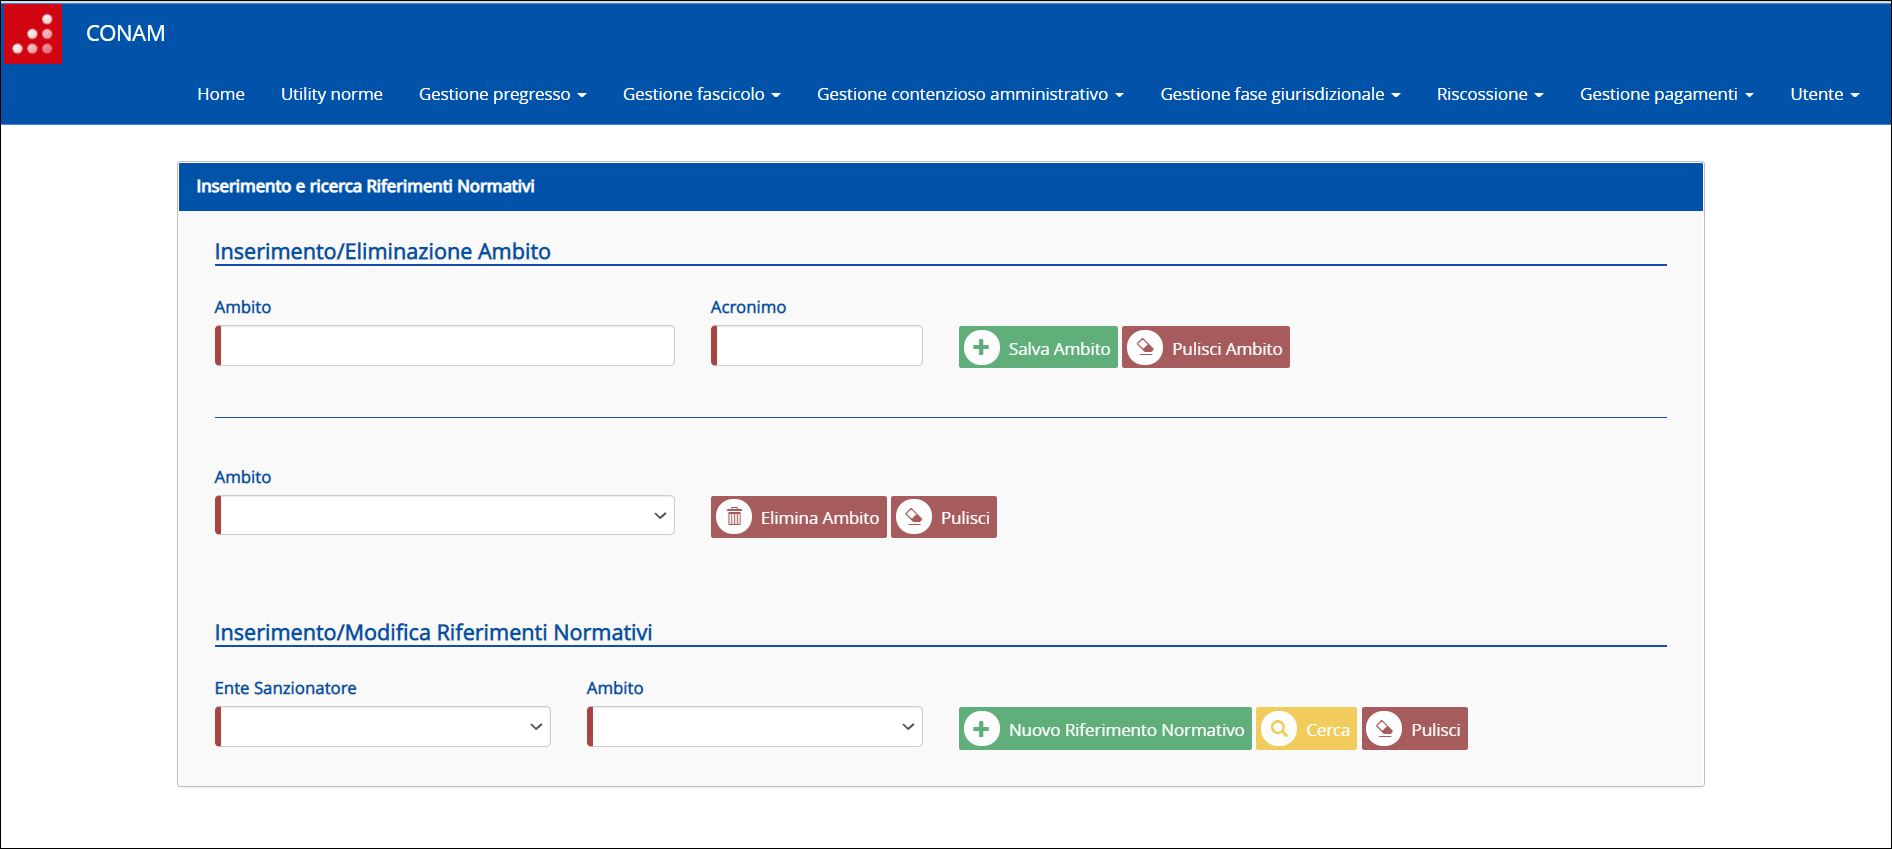 CONAM
Home Utility norme Gestione pregresso Gestione fascicolo Gestione contenzioso amministrativo Gestione fase giurisdizionale Riscossione Gestione pagamenti Utente
Inserimento e ricerca Riferimenti Normativi
Inserimento/Eliminazione Ambito
Ambito Acronimo
Salva Ambito Pulisci Ambito
Ambito
Elimina Ambito Pulisci
Inserimento/Modifica Riferimenti Normativi
Ente Sanzionatore Ambito
Nuovo Riferimento Normativo Cerca Pulisci